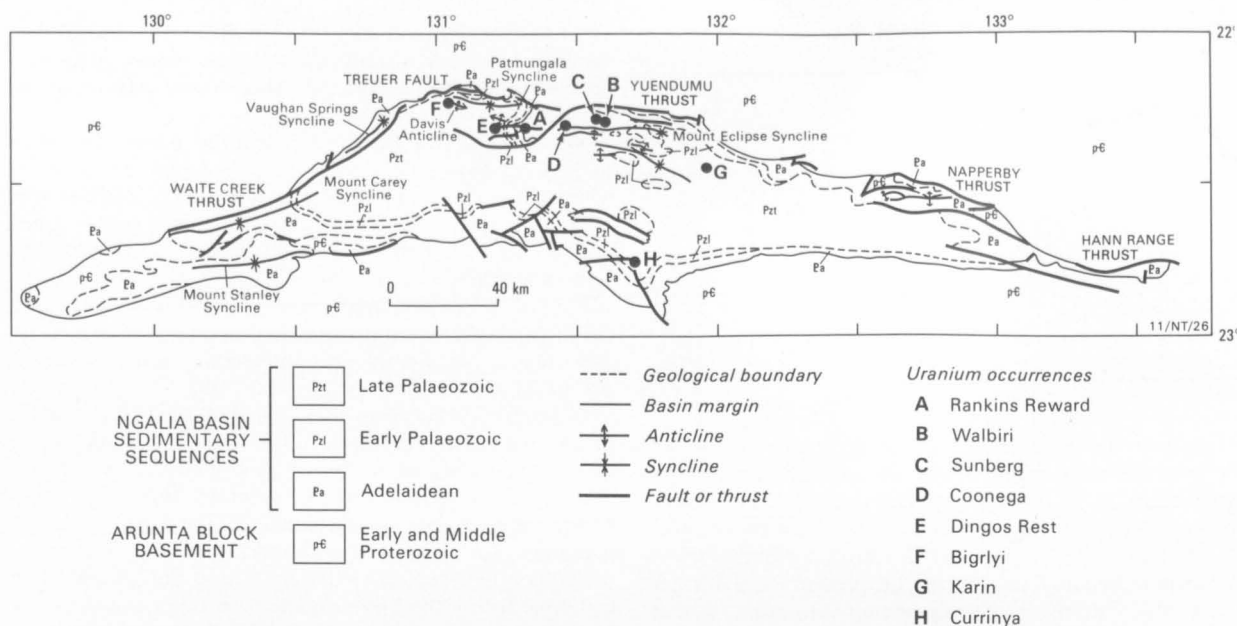 130° 131° 132° 133°
22°
23°
TREUER FAULT
Patmungala
Syncline
Vaughan Springs
Syncline
Davis
Anticline
YUENDUMU
THRUST
Mount Eclipse Syncline
WAITE CREEK
THRUST
Mount Carey
Syncline
NAPPERBY
THRUST
HANN RANGE
THRUST
Mount Stanley
Syncline
A
B
C
D
E
F
G
H
Pzt
Pzl
Pa
p€
0 40 km
11/NT/26
NGALIA BASIN
SEDIMENTARY
SEQUENCES
Pzt Late Palaeozoic
Pzl Early Palaeozoic
Pa Adelaidean
ARUNTA BLOCK
BASEMENT
p€ Early and Middle
Proterozoic
Geological boundary
Basin margin
Anticline
Syncline
Fault or thrust
Uranium occurrences
A Rankins Reward
B Walbiri
C Sunberg
D Coonega
E Dingos Rest
F Bigrlyi
G Karin
H Currinya